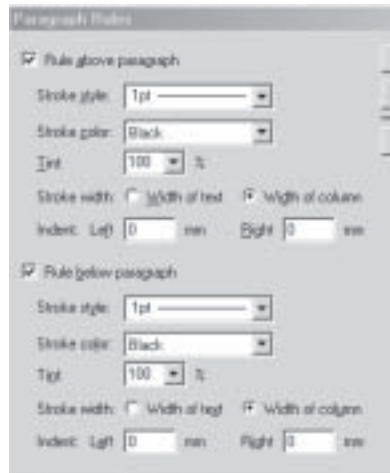 Paragraph Rules
Rule above paragraph
Stroke style: 1pt
Stroke color: Black
Tint 100 %
Stroke width: Width of text Width of column
Indent: Left 0 mm Right 0 mm
Rule below paragraph
Stroke style: 1pt
Stroke color: Black
Tint 100 %
Stroke width: Width of text Width of column
Indent: Left 0 mm Right 0 mm